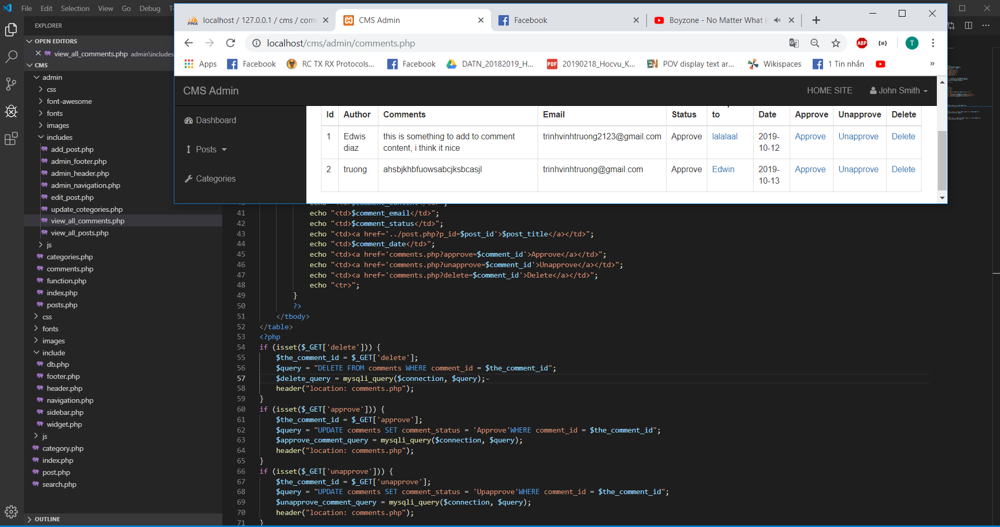 File Edit Selection View Go Debug
localhost / 127.0.0.1 / cms / com
CMS Admin
Facebook
Boyzone - No Matter What
localhost/cms/admin/comments.php
ABP
T
Apps
Facebook
RC TX RX Protocols...
Facebook
DATN_20182019_H...
PDF
20190218_Hocvu_K...
EN
POV display text ar...
Wikispaces
1 Tin nhắn
»
CMS Admin
HOME SITE
John Smith
Dashboard
Posts
Categories
Id Author Comments Email Status to Date Approve Unapprove Delete
1 Edwis diaz this is something to add to comment content, i think it nice trinhvinhtruong2123@gmail.com Approve lalalaal 2019-10-12 Approve Unapprove Delete
2 truong ahsbjkhbfuowsabcjksbcasjl trinhvinhtruong@gmail.com Approve Edwin 2019-10-13 Approve Unapprove Delete
EXPLORER
OPEN EDITORS
view_all_comments.php admin\includes
CMS
admin
css
font-awesome
fonts
images
includes
add_post.php
admin_footer.php
admin_header.php
admin_navigation.php
edit_post.php
update_cotegories.php
view_all_comments.php
view_all_posts.php
js
categories.php
comments.php
function.php
index.php
posts.php
css
fonts
images
include
db.php
footer.php
header.php
navigation.php
sidebar.php
widget.php
js
category.php
index.php
post.php
search.php
OUTLINE
41 echo "<td>$comment_email</td>";
42 echo "<td>$comment_status</td>";
43 echo "<td><a href='../post.php?p_id=$post_id'>$post_title</a></td>";
44 echo "<td>$comment_date</td>";
45 echo "<td><a href='comments.php?approve=$comment_id'>Approve</a></td>";
46 echo "<td><a href='comments.php?unapprove=$comment_id'>Unapprove</a></td>";
47 echo "<td><a href='comments.php?delete=$comment_id'>Delete</a></td>";
48 echo "<tr>";
49 }
50 ?>
51 </tbody>
52 </table>
53 <?php
54 if (isset($_GET['delete'])) {
55 $the_comment_id = $_GET['delete'];
56 $query = "DELETE FROM comments WHERE comment_id = $the_comment_id";
57 $delete_query = mysqli_query($connection, $query);-
58 header("location: comments.php");
59 }
60 if (isset($_GET['approve'])) {
61 $the_comment_id = $_GET['approve'];
62 $query = "UPDATE comments SET comment_status = 'Approve'WHERE comment_id = $the_comment_id";
63 $approve_comment_query = mysqli_query($connection, $query);
64 header("location: comments.php");
65 }
66 if (isset($_GET['unapprove'])) {
67 $the_comment_id = $_GET['unapprove'];
68 $query = "UPDATE comments SET comment_status = 'Upapprove'WHERE comment_id = $the_comment_id";
69 $unapprove_comment_query = mysqli_query($connection, $query);
70 header("location: comments.php");
71 }